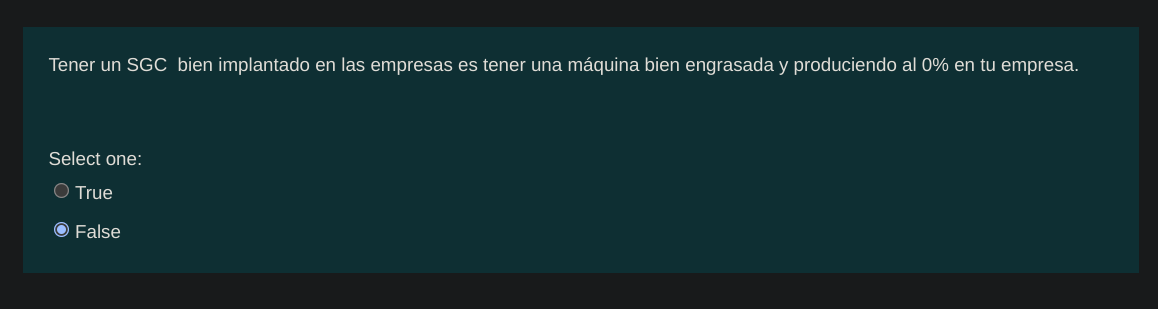 Tener un SGC  bien implantado en las empresas es tener una máquina bien engrasada y produciendo al 0% en tu empresa.
Select one:
True
False